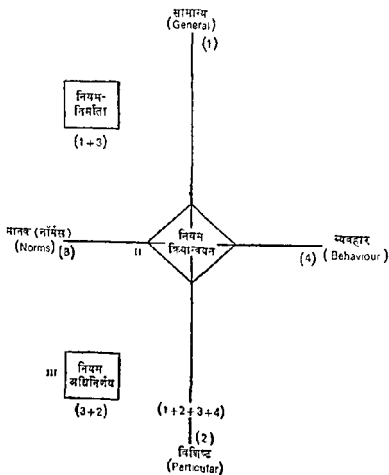 सामान्य
(General)
(1)
नियम-
निर्माता
(1+3)
मानक (नॉर्मस)
(Norms) (3)
II
नियम
क्रियान्वयन
व्यवहार
(4) (Behaviour)
III
नियम
अधिनिर्णय
(3+2)
(1+2+3+4)
(2)
विशिष्ट
(Particular)